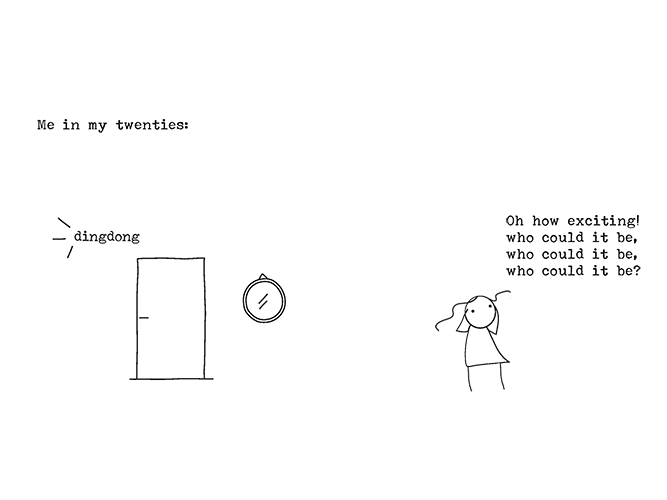 Me in my twenties:
dingdong
Oh how exciting!
who could it be,
who could it be,
who could it be?